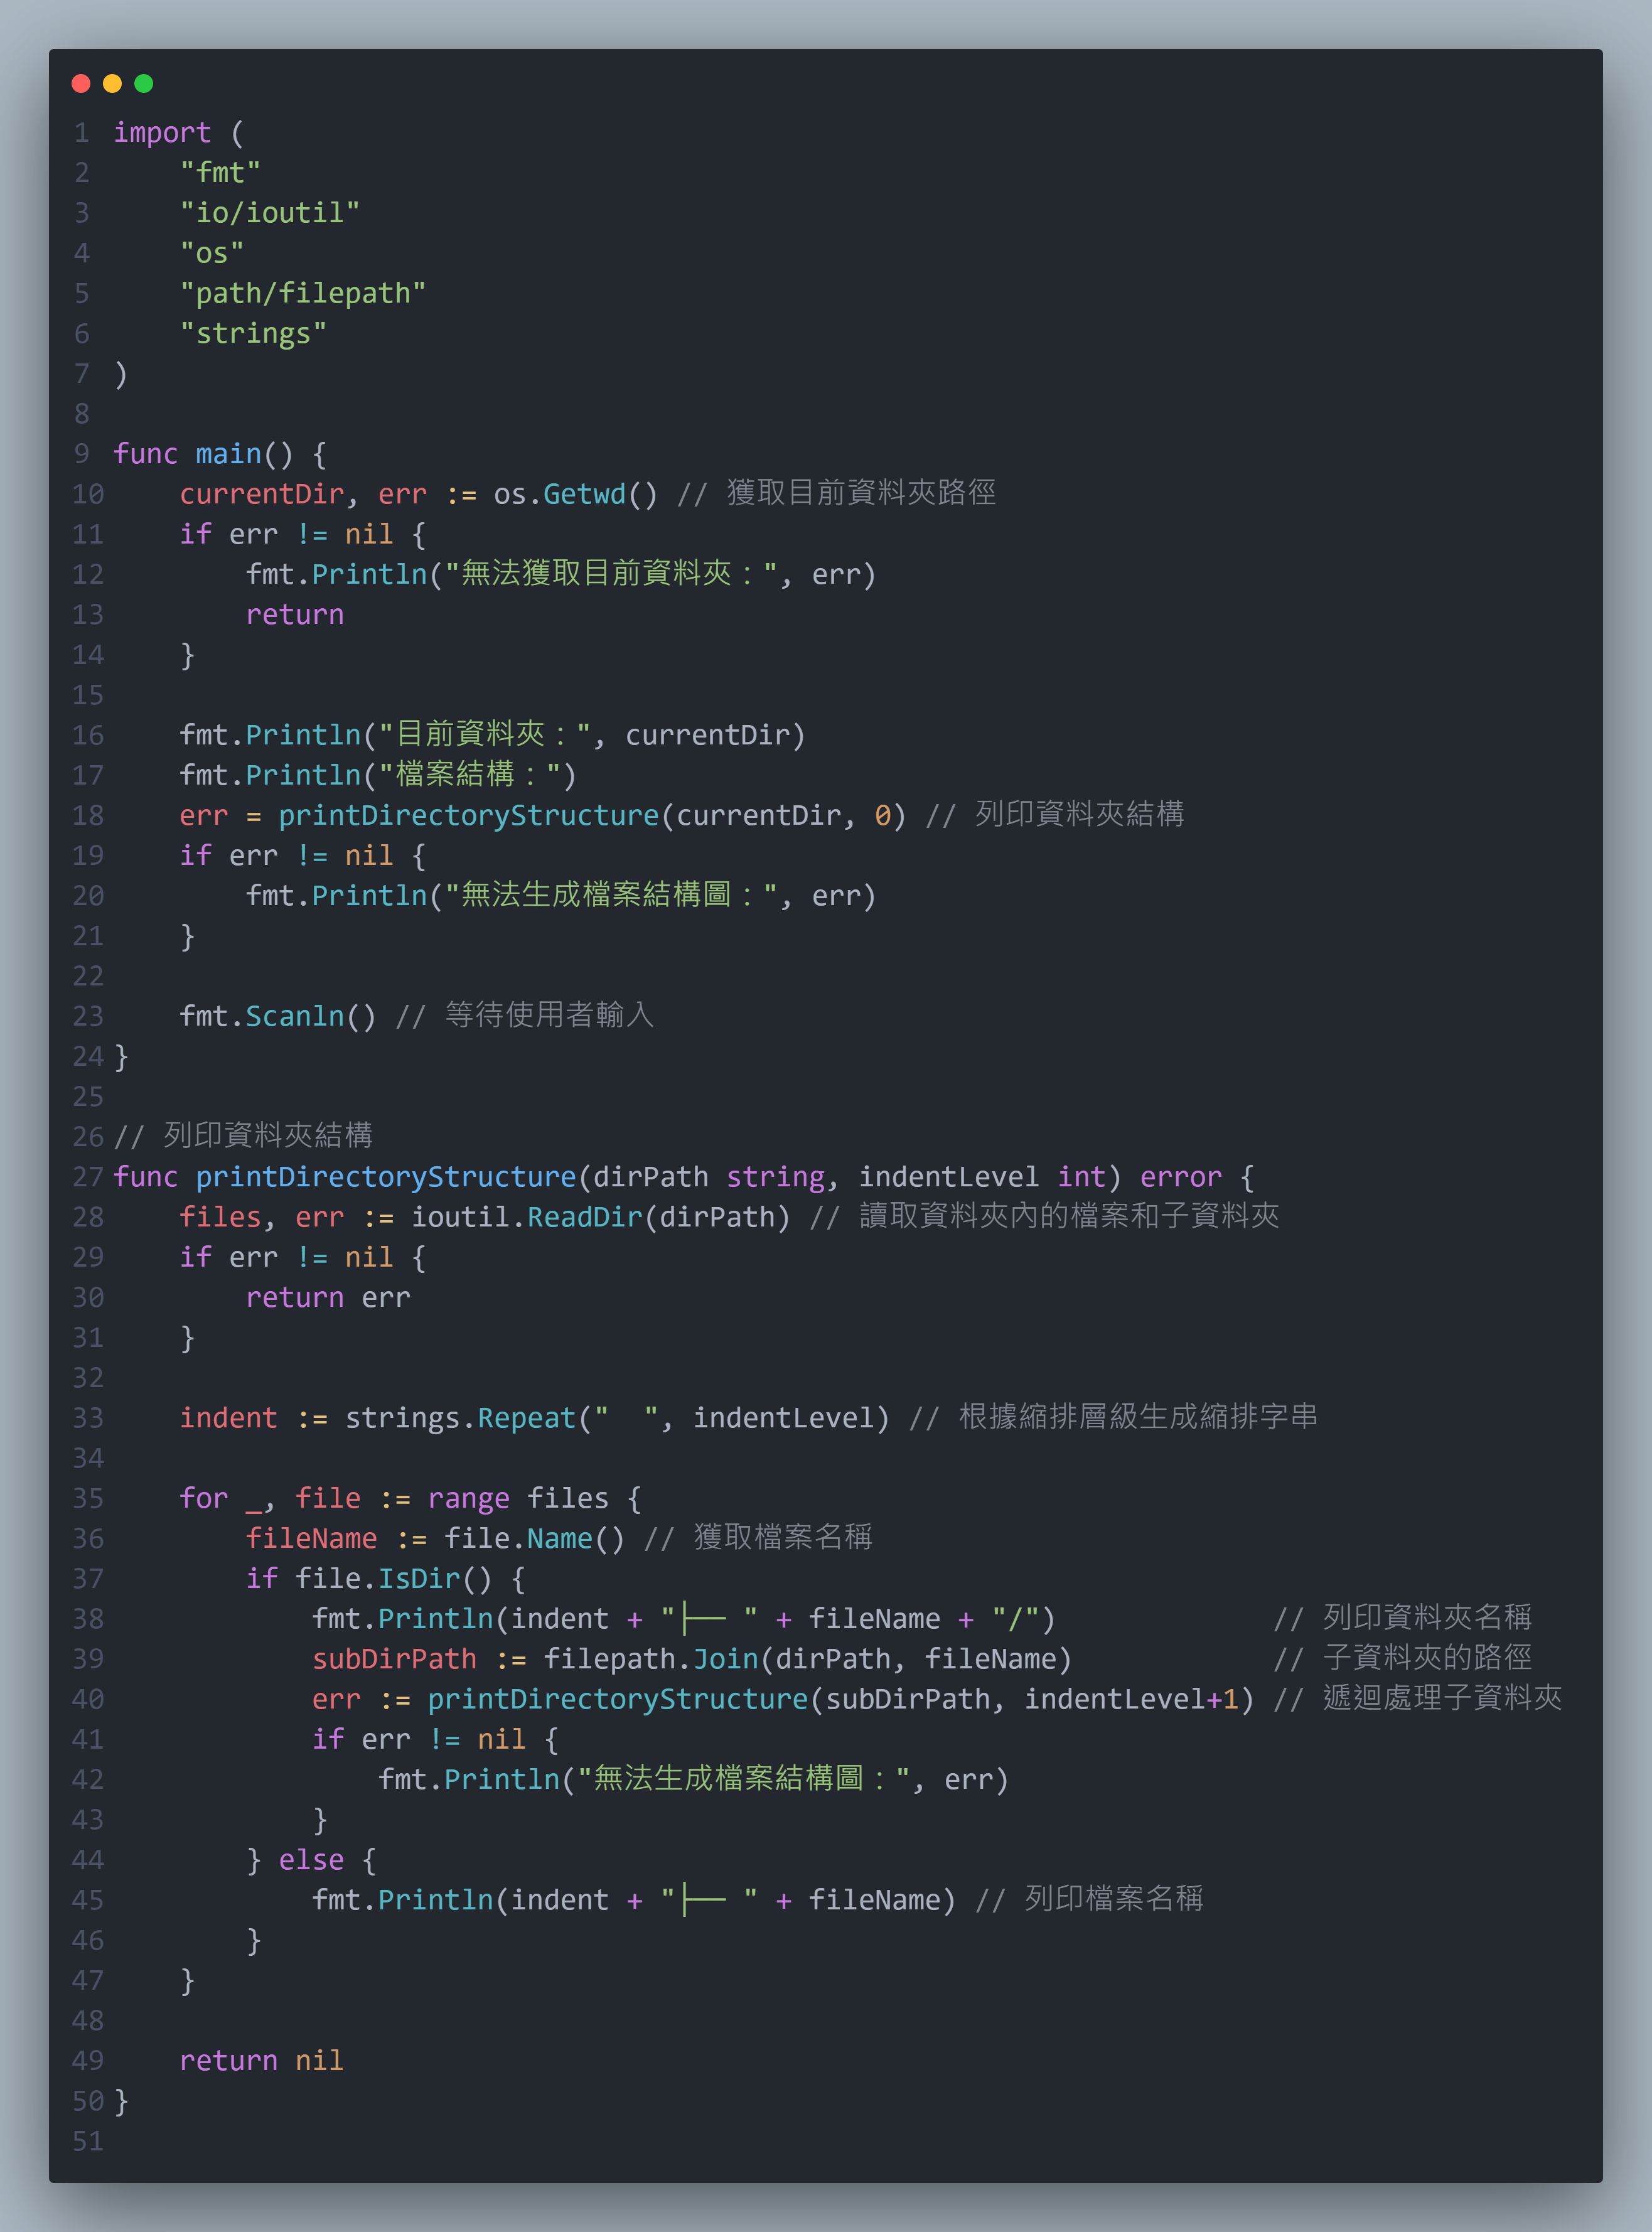 1 import (
2     "fmt"
3     "io/ioutil"
4     "os"
5     "path/filepath"
6     "strings"
7 )
8
9 func main() {
10     currentDir, err := os.Getwd() // 獲取目前資料夾路徑
11     if err != nil {
12         fmt.Println("無法獲取目前資料夾：", err)
13         return
14     }
15
16     fmt.Println("目前資料夾：", currentDir)
17     fmt.Println("檔案結構：")
18     err = printDirectoryStructure(currentDir, 0) // 列印資料夾結構
19     if err != nil {
20         fmt.Println("無法生成檔案結構圖：", err)
21     }
22
23     fmt.Scanln() // 等待使用者輸入
24 }
25
26 // 列印資料夾結構
27 func printDirectoryStructure(dirPath string, indentLevel int) error {
28     files, err := ioutil.ReadDir(dirPath) // 讀取資料夾內的檔案和子資料夾
29     if err != nil {
30         return err
31     }
32
33     indent := strings.Repeat("  ", indentLevel) // 根據縮排層級生成縮排字串
34
35     for _, file := range files {
36         fileName := file.Name() // 獲取檔案名稱
37         if file.IsDir() {
38             fmt.Println(indent + "├── " + fileName + "/")             // 列印資料夾名稱
39             subDirPath := filepath.Join(dirPath, fileName)            // 子資料夾的路徑
40             err := printDirectoryStructure(subDirPath, indentLevel+1) // 遞迴處理子資料夾
41             if err != nil {
42                 fmt.Println("無法生成檔案結構圖：", err)
43             }
44         } else {
45             fmt.Println(indent + "├── " + fileName) // 列印檔案名稱
46         }
47     }
48
49     return nil
50 }
51